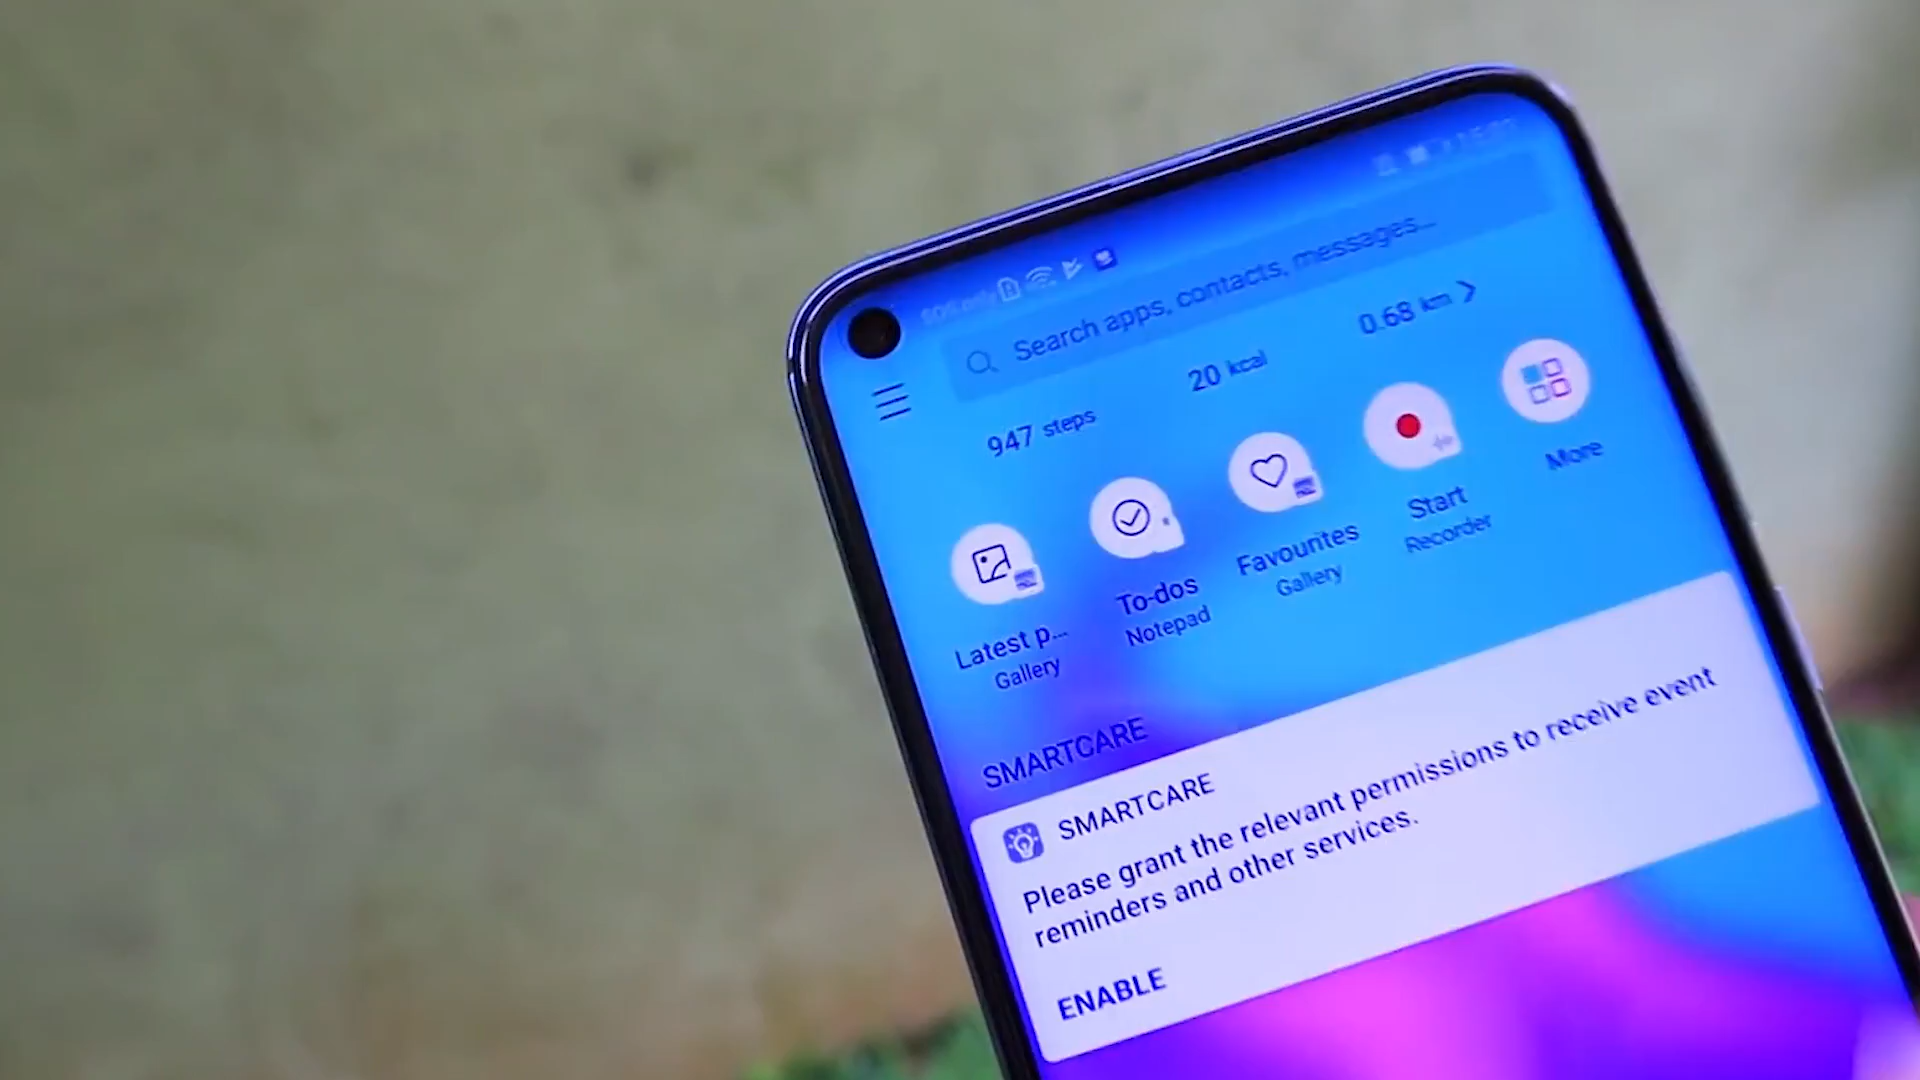 Search apps, contacts, messages...
947 steps
20 kcal
0.68 km
Latest p...
Gallery
To-dos
Notepad
Favourites
Gallery
Start
Recorder
More
SMARTCARE
SMARTCARE
Please grant the relevant permissions to receive event
reminders and other services.
ENABLE